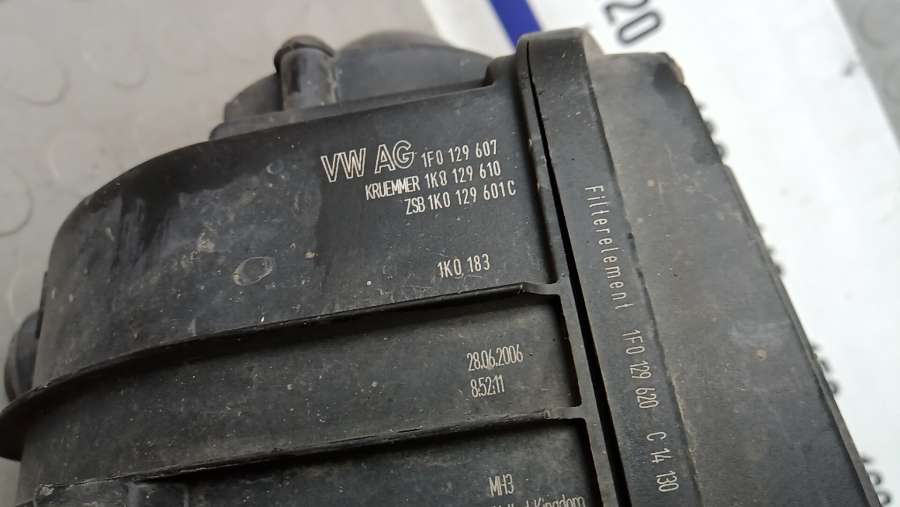 VW AG 1F0 129 607
KRUEMMER 1K0 129 610
ZSB 1K0 129 601C
1K0 183
28.06.2006
8:52:11
MH3
Kingdom
Filterelement 1F0 129 620 C 14 130
20